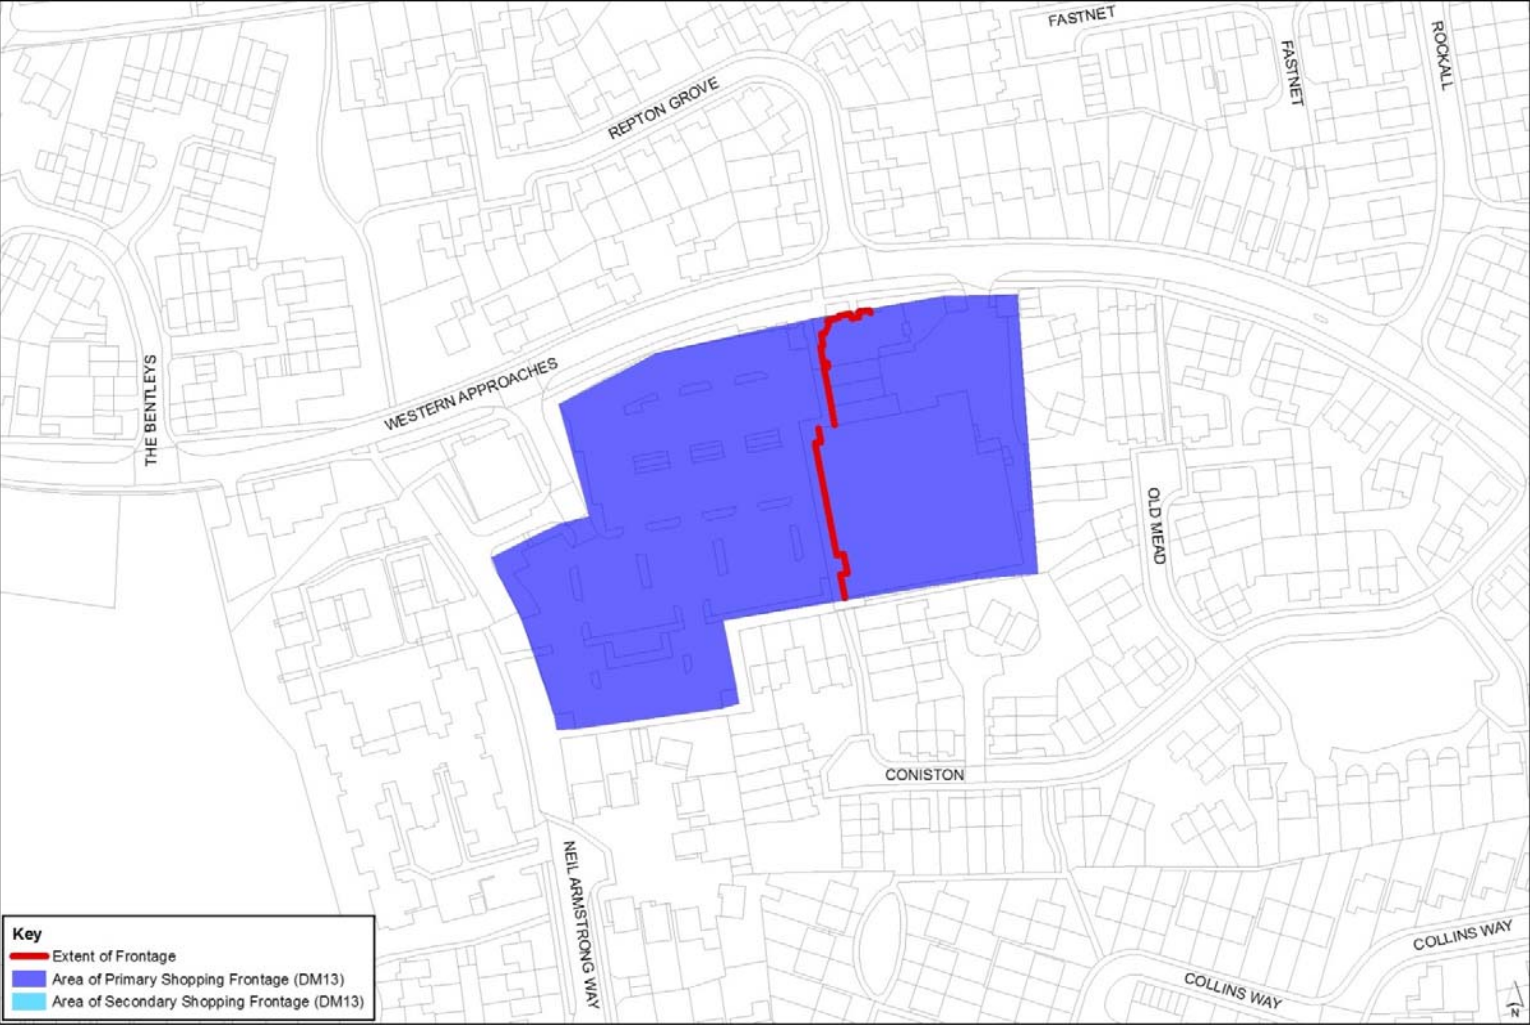 FASTNET
FASTNET
ROCKALL
REPTON GROVE
THE BENTLEYS
WESTERN APPROACHES
OLD MEAD
CONISTON
NEIL ARMSTRONG WAY
COLLINS WAY
COLLINS WAY
Key
Extent of Frontage
Area of Primary Shopping Frontage (DM13)
Area of Secondary Shopping Frontage (DM13)
N